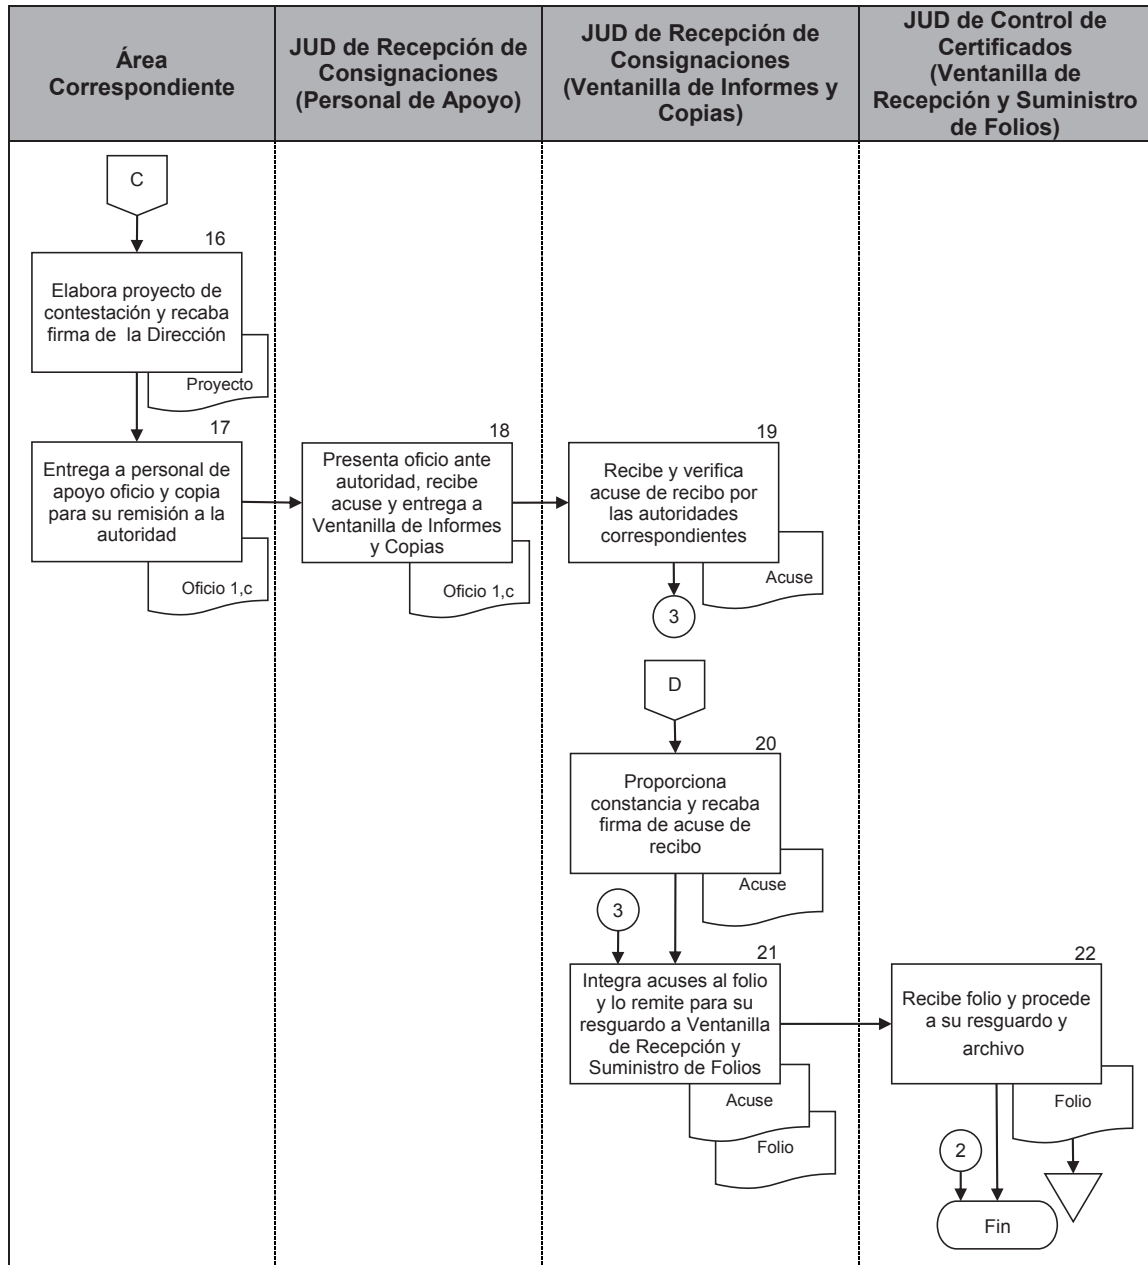 Área
Correspondiente
JUD de Recepción de
Consignaciones
(Personal de Apoyo)
JUD de Recepción de
Consignaciones
(Ventanilla de Informes y
Copias)
JUD de Control de
Certificados
(Ventanilla de
Recepción y Suministro
de Folios)
C
16
Elabora proyecto de
contestación y recaba
firma de la Dirección
Proyecto
17
Entrega a personal de
apoyo oficio y copia
para su remisión a la
autoridad
Oficio 1,c
18
Presenta oficio ante
autoridad, recibe
acuse y entrega a
Ventanilla de Informes
y Copias
Oficio 1,c
19
Recibe y verifica
acuse de recibo por
las autoridades
correspondientes
Acuse
3
D
20
Proporciona
constancia y recaba
firma de acuse de
recibo
Acuse
3
21
Integra acuses al folio
y lo remite para su
resguardo a Ventanilla
de Recepción y
Suministro de Folios
Acuse
Folio
22
Recibe folio y procede
a su resguardo y
archivo
Folio
2
Fin